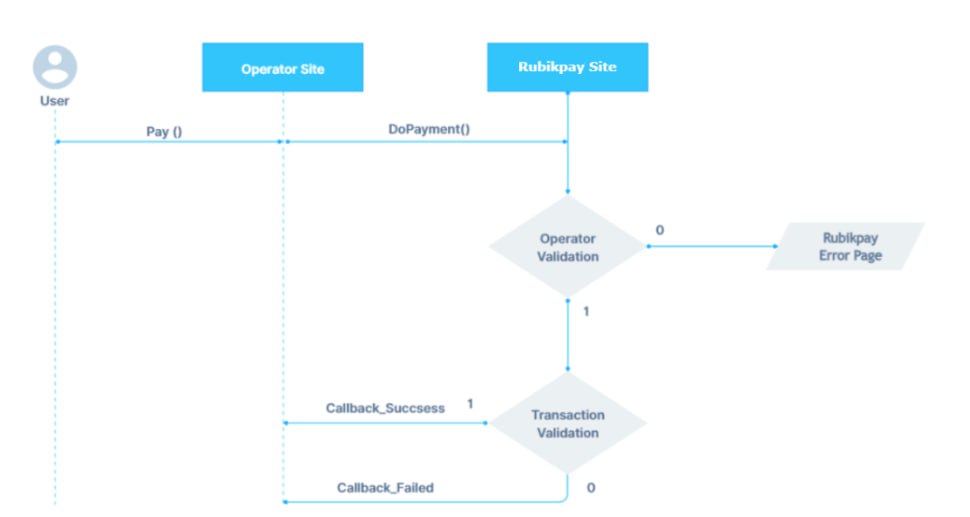 User
Operator Site
Rubikpay Site
Pay ()
DoPayment()
Operator
Validation
0
Rubikpay
Error Page
1
Callback_Succsess
1
Transaction
Validation
Callback_Failed
0